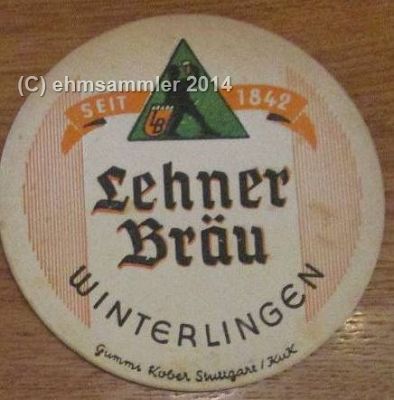 (C) ehmsammler 2014
SEIT 1842
LB
Lehner
Bräu
WINTERLINGEN
Gummi Kober Stuttgart / KuK